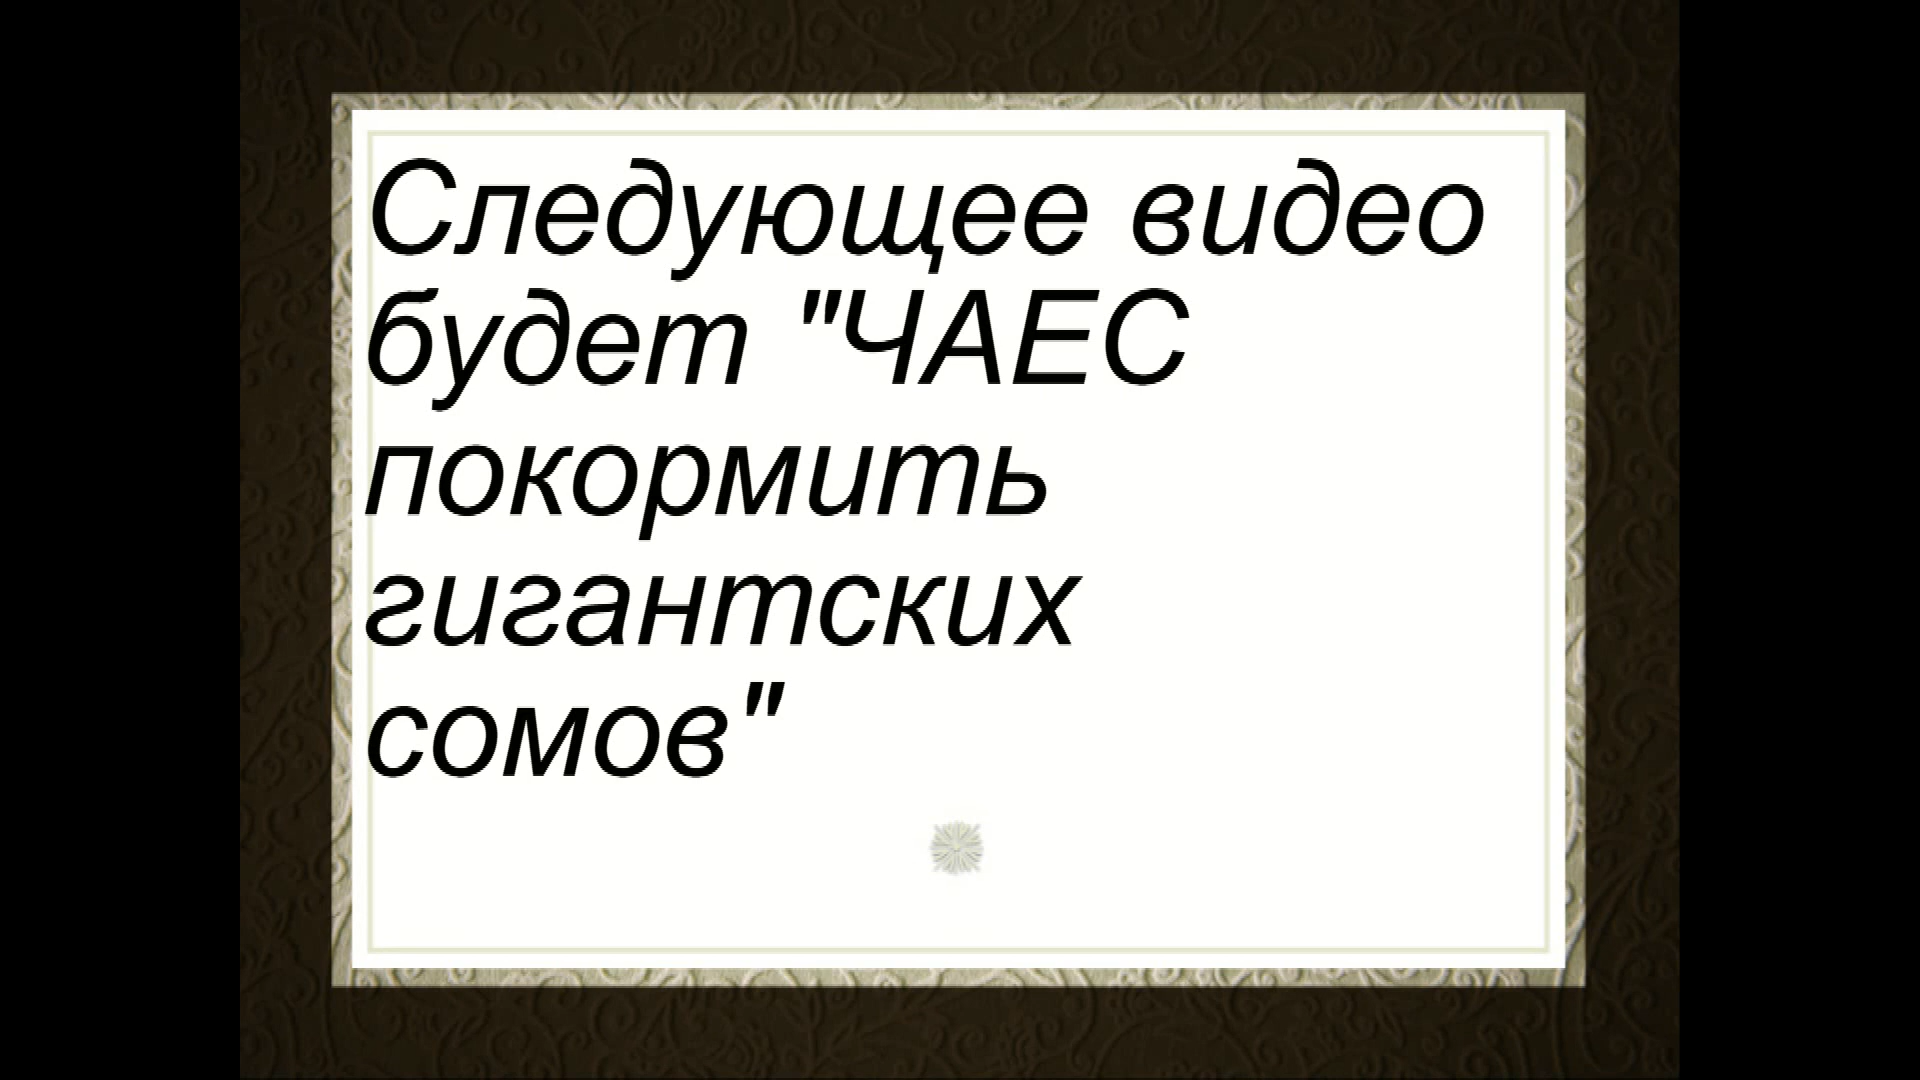 Следующее видео
будет "ЧАЕС
покормить
гигантских
сомов"